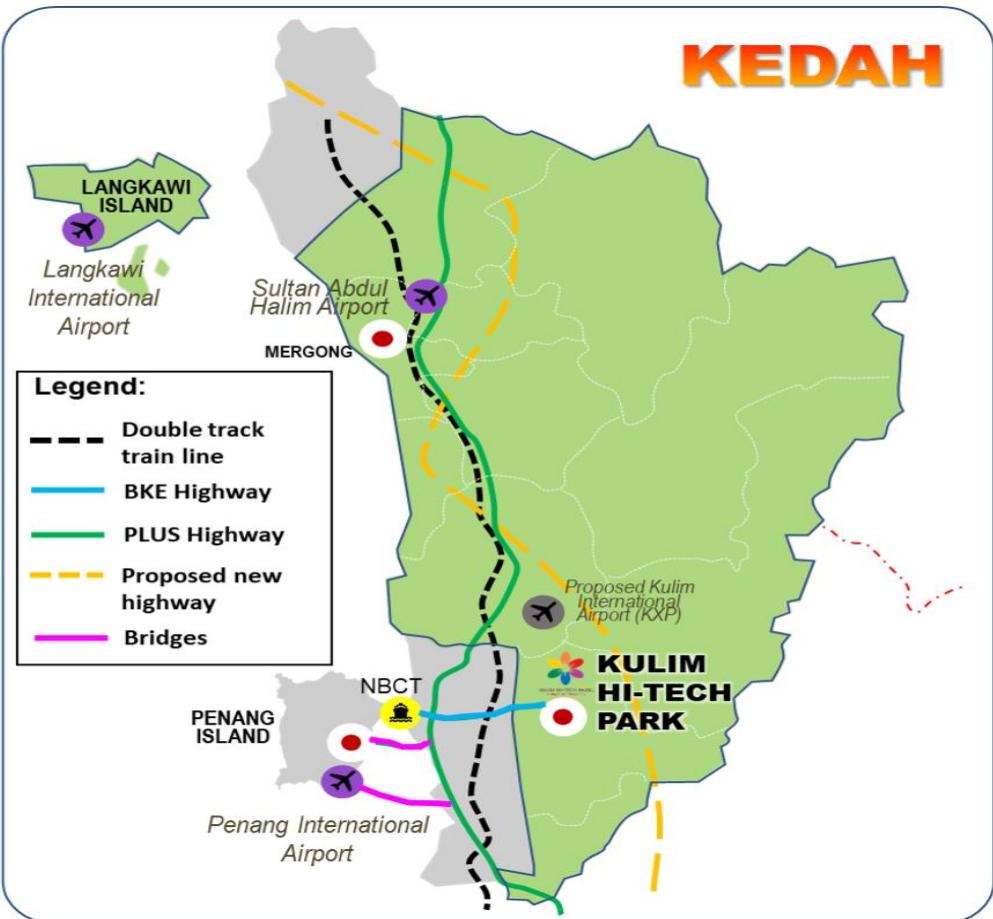 KEDAH
LANGKAWI
ISLAND
Langkawi
International
Airport
Sultan Abdul
Halim Airport
MERGONG
Legend:
Double track
train line
BKE Highway
PLUS Highway
Proposed new
highway
Bridges
Proposed Kulim
International
Airport (KXP)
KULIM
HI-TECH
PARK
NBCT
PENANG
ISLAND
Penang International
Airport